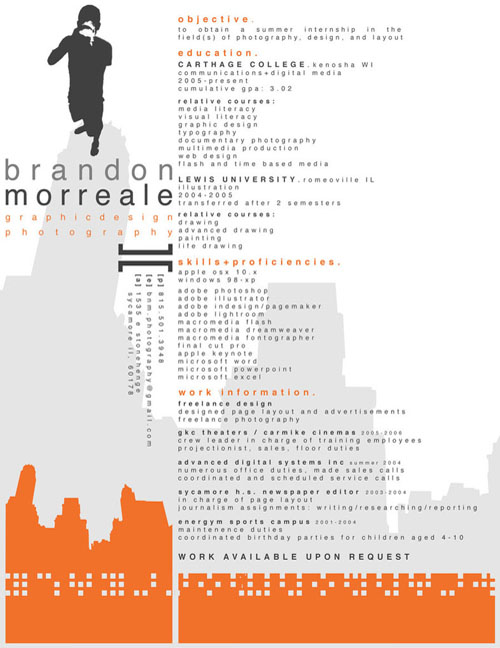 brandon
morreale
graphicdesign
photography
[p] 815.501.3948
[e] bnm.photography@gmail.com
[a] 1535 e stonehenge
sycamore il, 60178
objective.
to obtain a summer internship in the
field(s) of photography, design, and layout
education.
CARTHAGE COLLEGE.kenosha WI
communications+digital media
2005-present
cumulative gpa: 3.02
relative courses:
media literacy
visual literacy
graphic design
typography
documentary photography
multimedia production
web design
flash and time based media
LEWIS UNIVERSITY.romeoville IL
illustration
2004-2005
transferred after 2 semesters
relative courses:
drawing
advanced drawing
painting
life drawing
skills+proficiencies.
apple osx 10.x
windows 98-xp
adobe photoshop
adobe illustrator
adobe indesign/pagemaker
adobe lightroom
macromedia flash
macromedia dreamweaver
macromedia fontographer
final cut pro
apple keynote
microsoft word
microsoft powerpoint
microsoft excel
work information.
freelance design
designed page layout and advertisements
freelance photography
gkc theaters / carmike cinemas 2005-2006
crew leader in charge of training employees
projectionist, sales, floor duties
advanced digital systems inc summer 2004
numerous office duties, made sales calls
coordinated and scheduled service calls
sycamore h.s. newspaper editor 2003-2004
in charge of page layout
journalism assignments: writing/researching/reporting
energym sports campus 2001-2004
maintenence duties
coordinated birthday parties for children aged 4-10
WORK AVAILABLE UPON REQUEST